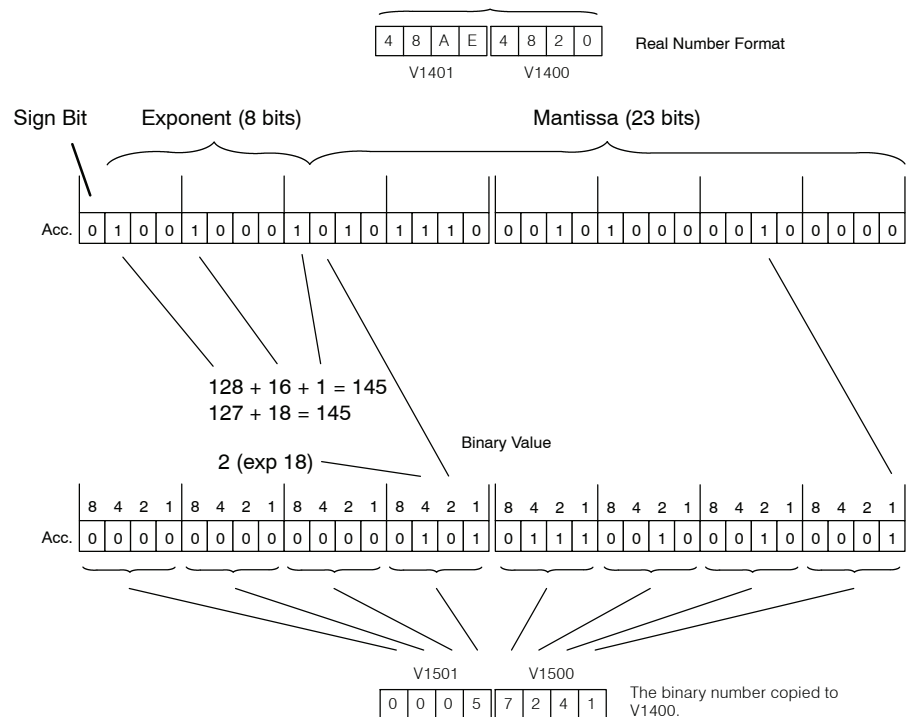 4 8 A E 4 8 2 0 Real Number Format
V1401 V1400
Sign Bit Exponent (8 bits) Mantissa (23 bits)
Acc. 0 1 0 0 1 0 0 0 1 0 1 0 1 1 1 0 0 0 1 0 1 0 0 0 0 0 1 0 0 0 0 0
128 + 16 + 1 = 145
127 + 18 = 145
Binary Value
2 (exp 18)
8 4 2 1 8 4 2 1 8 4 2 1 8 4 2 1 8 4 2 1 8 4 2 1 8 4 2 1 8 4 2 1
Acc. 0 0 0 0 0 0 0 0 0 0 0 0 0 1 0 1 0 1 1 1 0 0 1 0 0 0 1 0 0 0 0 1
V1501 V1500
0 0 0 5 7 2 4 1 The binary number copied to
V1400.